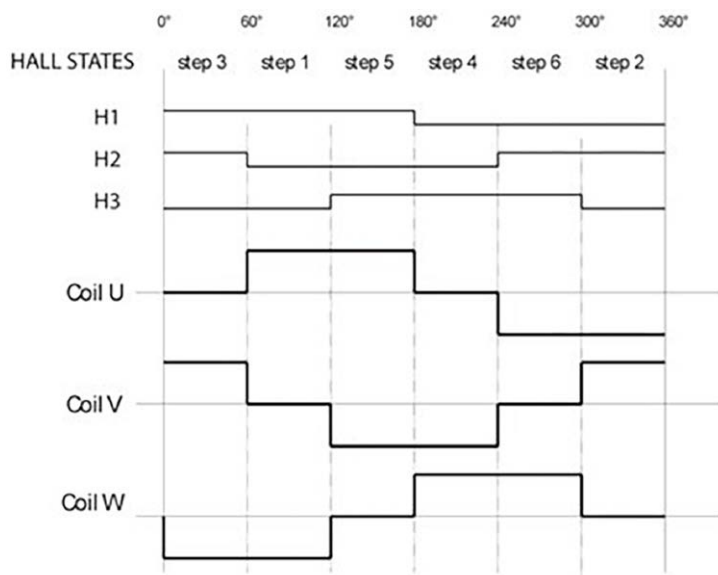 0° 60° 120° 180° 240° 300° 360°
HALL STATES step 3 step 1 step 5 step 4 step 6 step 2
H1
H2
H3
Coil U
Coil V
Coil W